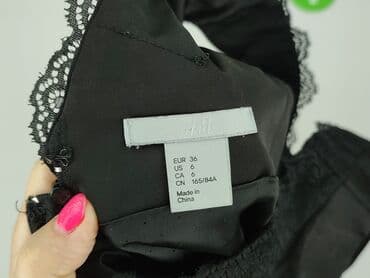 H&M
EUR 36
US 6
CA 6
CN 165/84A
Made in
China